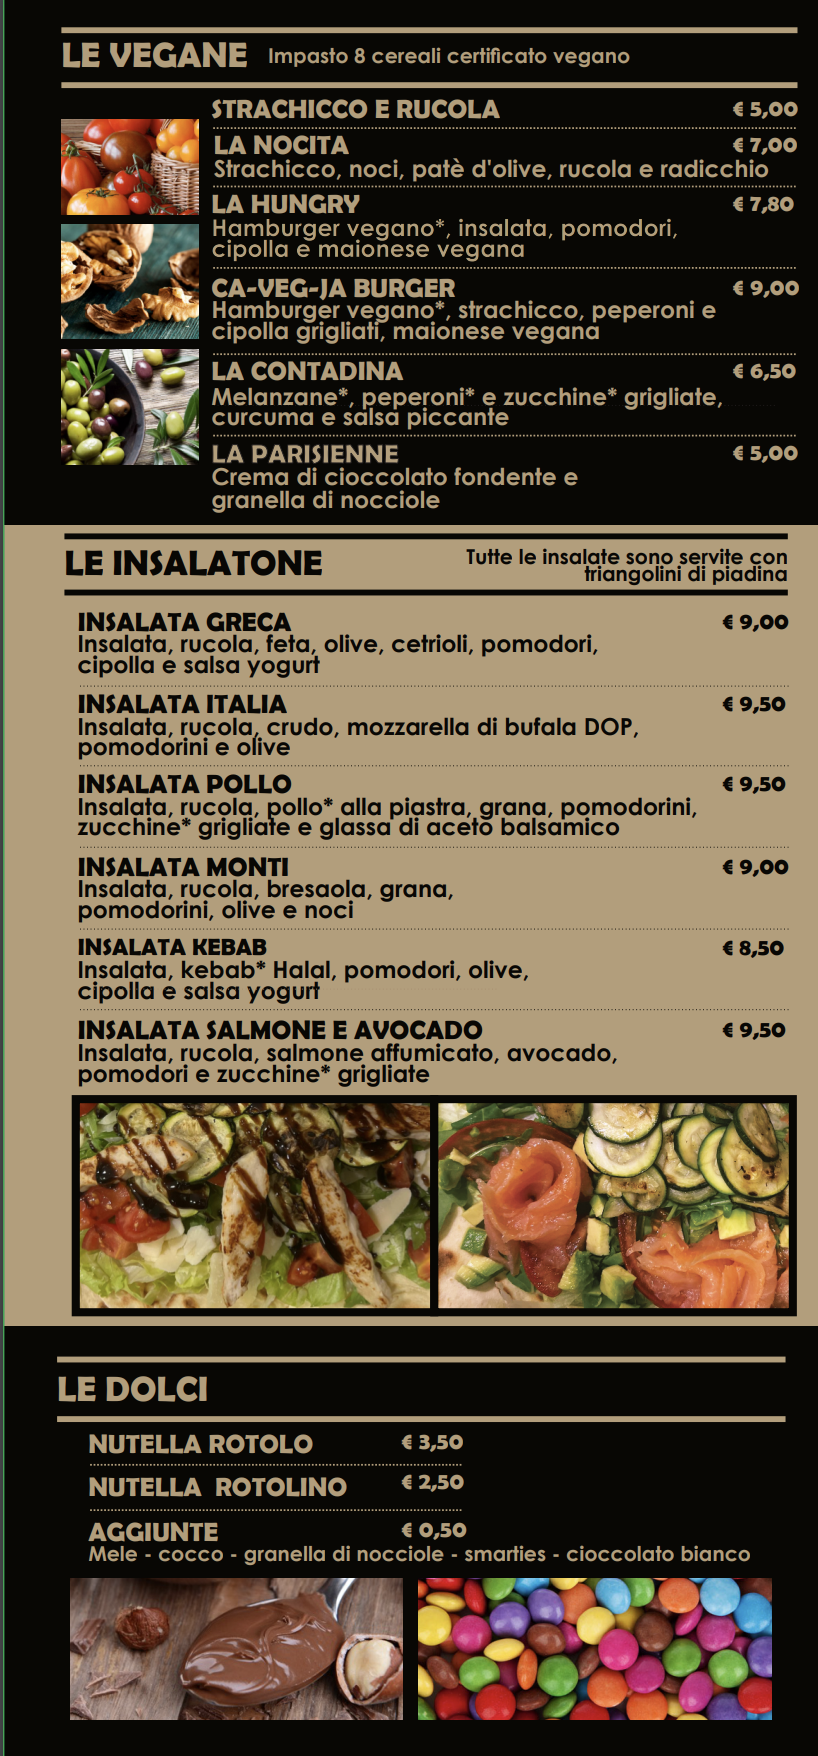 LE VEGANE Impasto 8 cereali certificato vegano
STRACHICCO E RUCOLA € 5,00
LA NOCITA € 7,00
Strachicco, noci, patè d'olive, rucola e radicchio
LA HUNGRY € 7,80
Hamburger vegano*, insalata, pomodori,
cipolla e maionese vegana
CA-VEG-JA BURGER € 9,00
Hamburger vegano*, strachicco, peperoni e
cipolla grigliati, maionese vegana
LA CONTADINA € 6,50
Melanzane*, peperoni* e zucchine* grigliate,
curcuma e salsa piccante
LA PARISIENNE € 5,00
Crema di cioccolato fondente e
granella di nocciole
LE INSALATONE
Tutte le insalate sono servite con
triangolini di piadina
INSALATA GRECA € 9,00
Insalata, rucola, feta, olive, cetrioli, pomodori,
cipolla e salsa yogurt
INSALATA ITALIA € 9,50
Insalata, rucola, crudo, mozzarella di bufala DOP,
pomodorini e olive
INSALATA POLLO € 9,50
Insalata, rucola, pollo* alla piastra, grana, pomodorini,
zucchine* grigliate e glassa di aceto balsamico
INSALATA MONTI € 9,00
Insalata, rucola, bresaola, grana,
pomodorini, olive e noci
INSALATA KEBAB € 8,50
Insalata, kebab* Halal, pomodori, olive,
cipolla e salsa yogurt
INSALATA SALMONE E AVOCADO € 9,50
Insalata, rucola, salmone affumicato, avocado,
pomodori e zucchine* grigliate
LE DOLCI
NUTELLA ROTOLO € 3,50
NUTELLA ROTOLINO € 2,50
AGGIUNTE € 0,50
Mele - cocco - granella di nocciole - smarties - cioccolato bianco